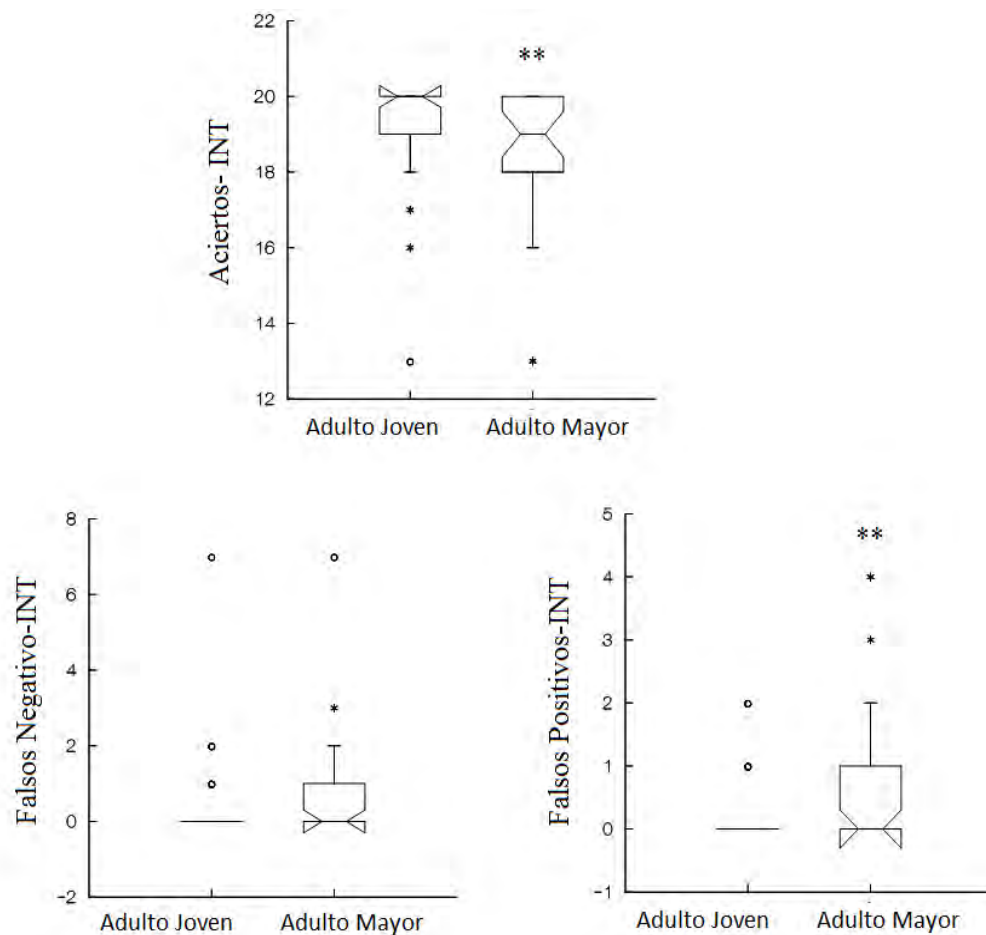 22
20
18
16
14
12
Aciertos- INT
**
Adulto Joven
Adulto Mayor
8
6
4
2
0
−2
Falsos Negativo-INT
Adulto Joven
Adulto Mayor
5
4
3
2
1
0
−1
Falsos Positivos-INT
**
Adulto Joven
Adulto Mayor